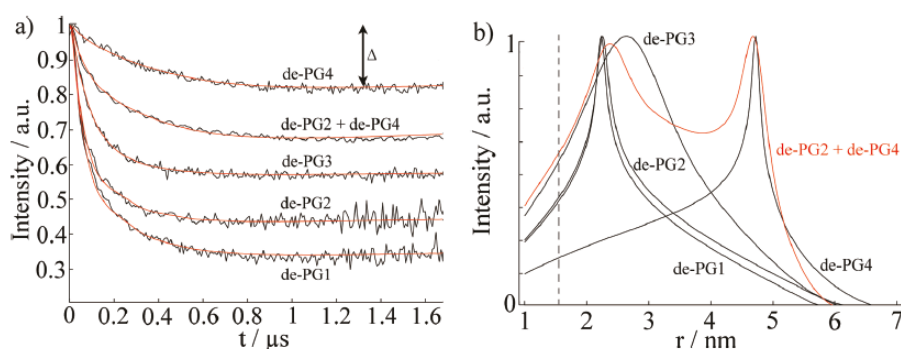 a)
Intensity / a.u.
1
0.9
0.8
0.7
0.6
0.5
0.4
0.3
Δ
de-PG4
de-PG2 + de-PG4
de-PG3
de-PG2
de-PG1
0 0.2 0.4 0.6 0.8 1 1.2 1.4 1.6
t / μs
b)
Intensity / a.u.
1
0
de-PG3
de-PG2
de-PG2 + de-PG4
de-PG1
de-PG4
1 2 3 4 5 6 7
r / nm